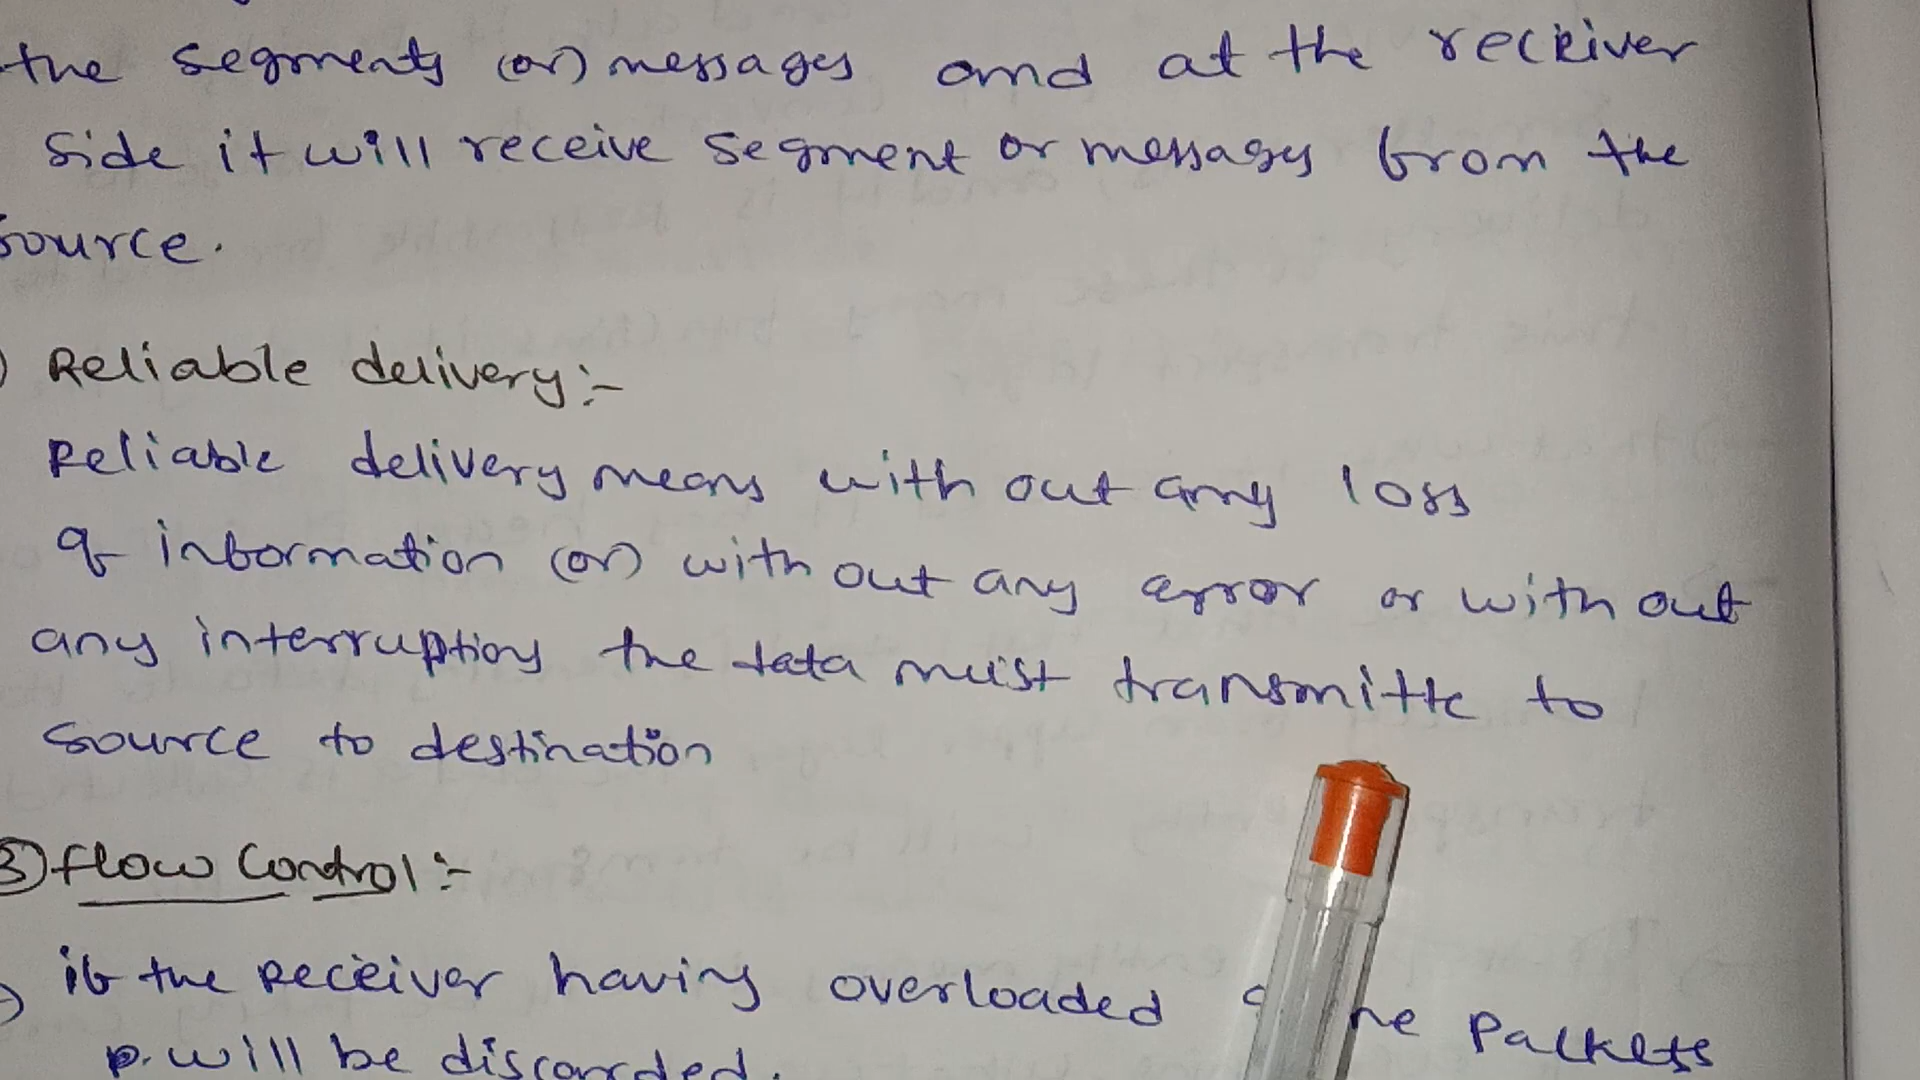 the segments (or) messages and at the receiver
side it will receive segment or messages from the
source.
) Reliable delivery:-
Reliable delivery means with out any loss
of information (or) with out any error or with out
any interruptions the data must transmitte to
source to destination
3) flow Control:-
if the Receiver having overloaded he Packets
will be discarded.